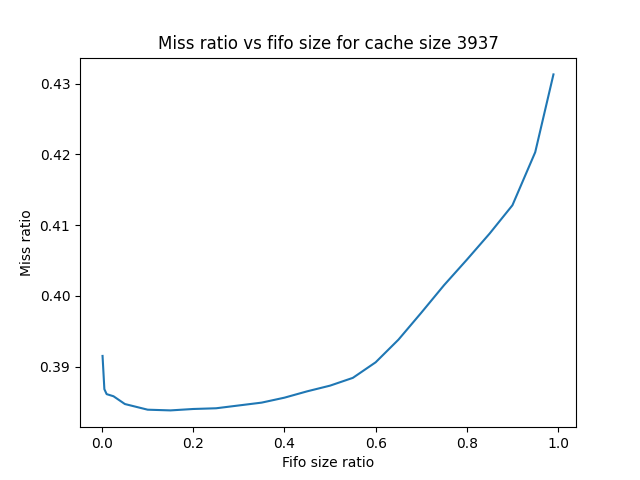 Miss ratio vs fifo size for cache size 3937
0.43
0.42
0.41
0.40
0.39
Miss ratio
0.0 0.2 0.4 0.6 0.8 1.0
Fifo size ratio